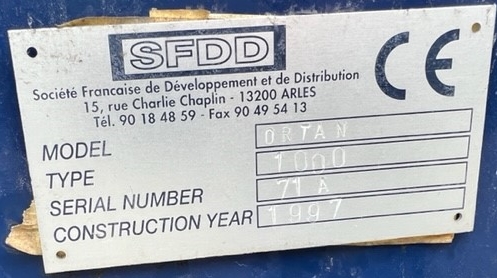 SFDD
CE
Société Francaise de Développement et de Distribution
15, rue Charlie Chaplin - 13200 ARLES
Tél. 90 18 48 59 - Fax 90 49 54 13
MODEL ORTAN
TYPE 1000
SERIAL NUMBER 71 A
CONSTRUCTION YEAR 1997